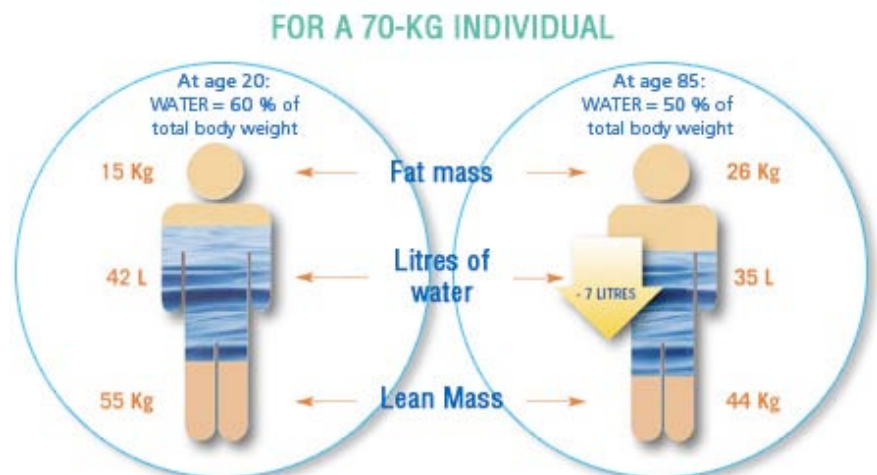 FOR A 70-KG INDIVIDUAL
At age 20:
WATER = 60 % of
total body weight
At age 85:
WATER = 50 % of
total body weight
15 Kg
Fat mass
26 Kg
42 L
Litres of
water
- 7 LITRES
35 L
55 Kg
Lean Mass
44 Kg